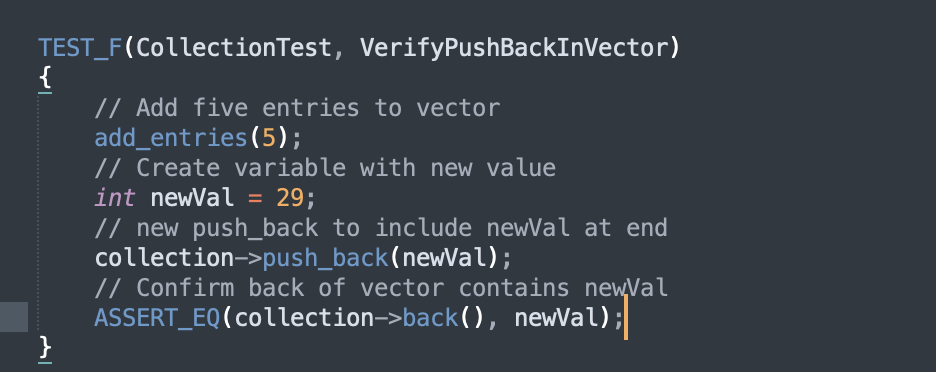 TEST_F(CollectionTest, VerifyPushBackInVector)
{
// Add five entries to vector
add_entries(5);
// Create variable with new value
int newVal = 29;
// new push_back to include newVal at end
collection->push_back(newVal);
// Confirm back of vector contains newVal
ASSERT_EQ(collection->back(), newVal);
}